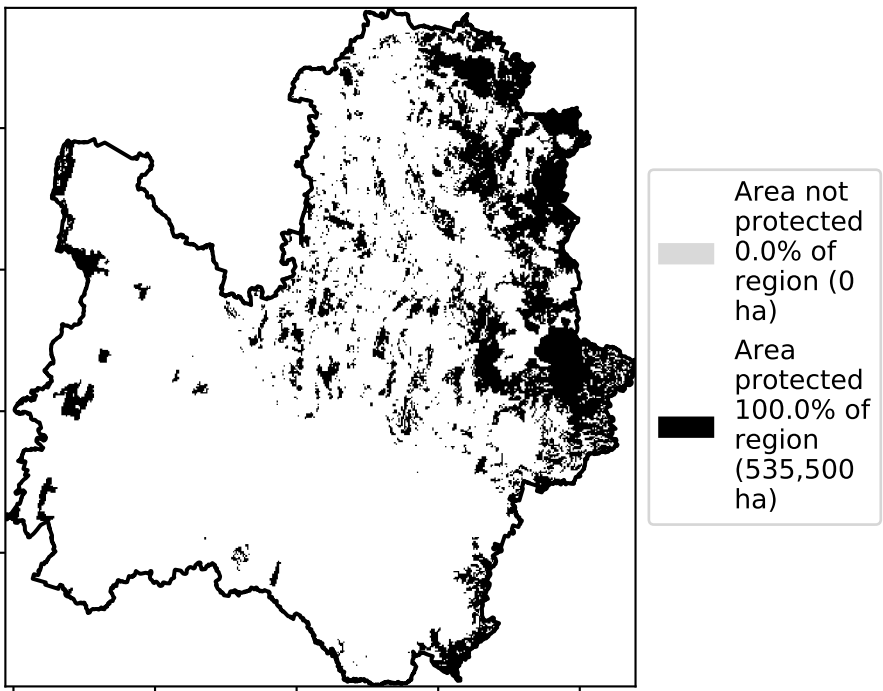 Area not
protected
0.0% of
region (0
ha)
Area
protected
100.0% of
region
(535,500
ha)